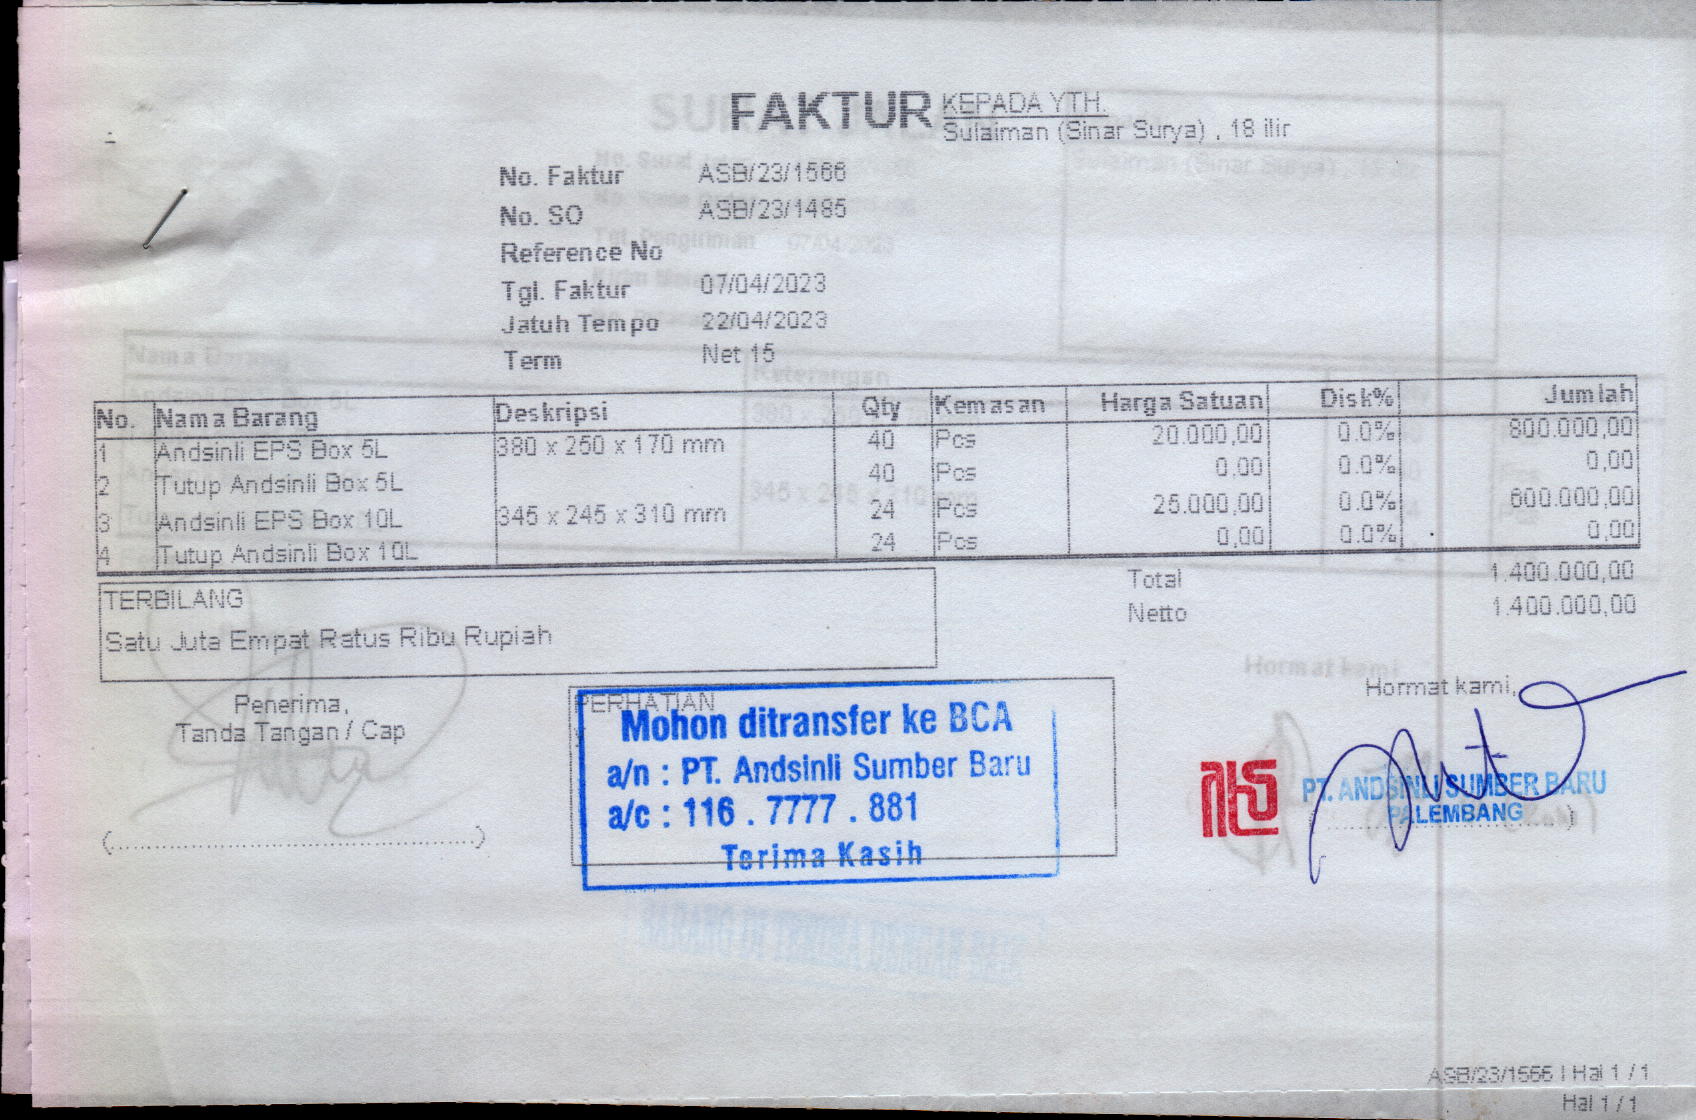 FAKTUR
KEPADA YTH.
Sulaiman (Sinar Surya) , 18 ilir
No. Faktur ASB/23/1566
No. SO ASB/23/1485
Reference No
Tgl. Faktur 07/04/2023
Jatuh Tempo 22/04/2023
Term Net 15
No. Nama Barang Deskripsi Qty Kemasan Harga Satuan Disk% Jumlah
1 Andsinli EPS Box 5L 380 x 250 x 170 mm 40 Pcs 20.000,00 0.0% 800.000,00
2 Tutup Andsinli Box 5L 40 Pcs 0,00 0.0% 0,00
3 Andsinli EPS Box 10L 345 x 245 x 310 mm 24 Pcs 25.000,00 0.0% 600.000,00
4 Tutup Andsinli Box 10L 24 Pcs 0,00 0.0% 0,00
Total 1.400.000,00
Netto 1.400.000,00
TERBILANG
Satu Juta Empat Ratus Ribu Rupiah
Penerima,
Tanda Tangan / Cap
(................................................)
PERHATIAN
Mohon ditransfer ke BCA
a/n : PT. Andsinli Sumber Baru
a/c : 116 . 7777 . 881
Terima Kasih
Hormat kami,
PT. ANDSINLI SUMBER BARU
PALEMBANG
ASB/23/1566 | Hal 1 / 1
Hal 1 / 1